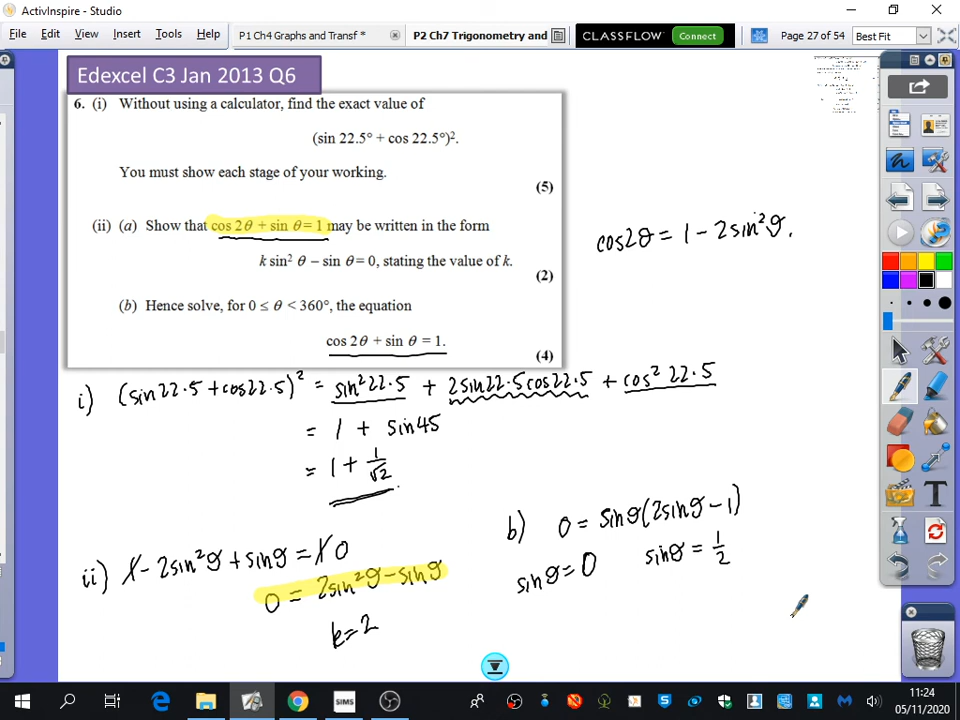 ActivInspire - Studio
File Edit View Insert Tools Help P1 Ch4 Graphs and Transf * P2 Ch7 Trigonometry and CLASSFLOW Connect Page 27 of 54 Best Fit
Edexcel C3 Jan 2013 Q6
6. (i) Without using a calculator, find the exact value of
(sin 22.5° + cos 22.5°)².
You must show each stage of your working.
(5)
(ii) (a) Show that cos 2θ + sin θ = 1 may be written in the form
k sin² θ – sin θ = 0, stating the value of k.
(2)
(b) Hence solve, for 0 ≤ θ < 360°, the equation
cos 2θ + sin θ = 1.
(4)
cos2θ = 1 - 2sin²θ.
i) (sin22.5 + cos22.5)² = sin²22.5 + 2sin22.5cos22.5 + cos²22.5
= 1 + sin45
= 1 + 1/√2
ii) 1 - 2sin²θ + sinθ = 1 0
0 = 2sin²θ - sinθ
k=2
b) 0 = sinθ(2sinθ - 1)
sinθ = 0 sinθ = 1/2
SIMS
11:24
05/11/2020